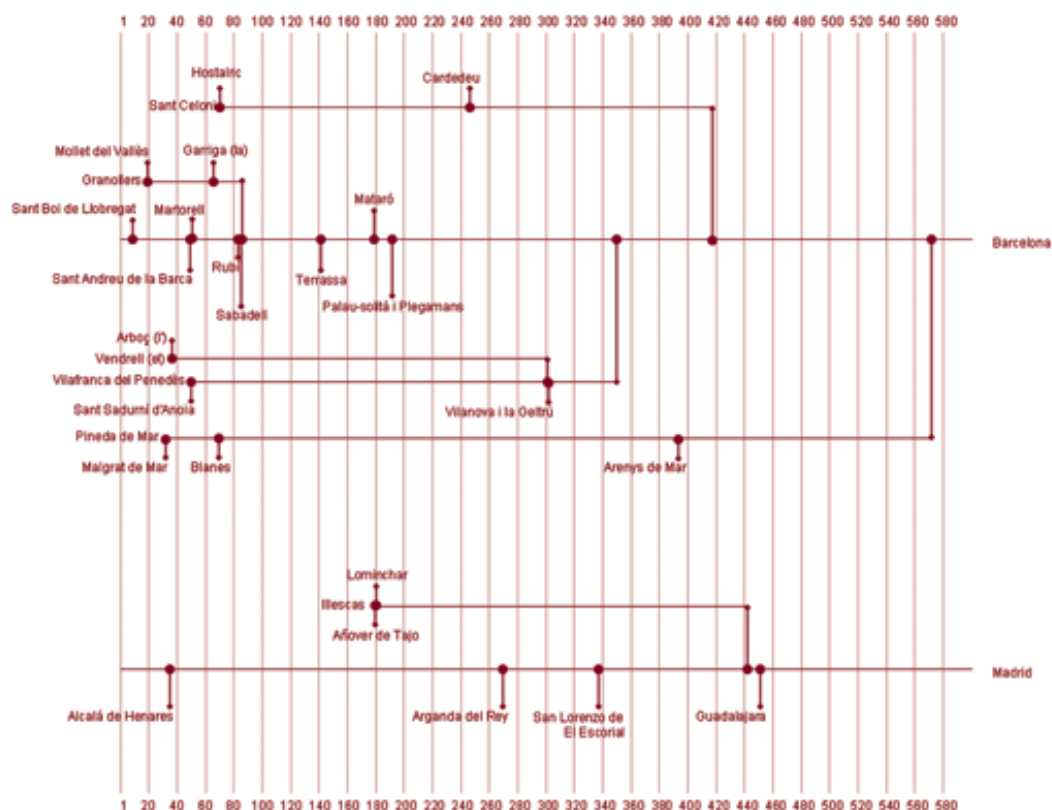 1 20 40 60 80 100 120 140 160 180 200 220 240 260 280 300 320 340 360 380 400 420 440 460 480 500 520 540 560 580
Hostalric
Cardedeu
Sant Celoni
Mollet del Vallès
Garriga (la)
Granollers
Sant Boi de Llobregat
Martorell
Mataró
Barcelona
Sant Andreu de la Barca
Rubí
Terrassa
Palau-solità i Plegamans
Sabadell
Arboç (l')
Vendrell (el)
Vilafranca del Penedès
Sant Sadurní d'Anoia
Vilanova i la Geltrú
Pineda de Mar
Malgrat de Mar
Blanes
Arenys de Mar
Lominchar
Illescas
Añover de Tajo
Madrid
Alcalá de Henares
Arganda del Rey
San Lorenzo de
El Escorial
Guadalajara
1 20 40 60 80 100 120 140 160 180 200 220 240 260 280 300 320 340 360 380 400 420 440 460 480 500 520 540 560 580